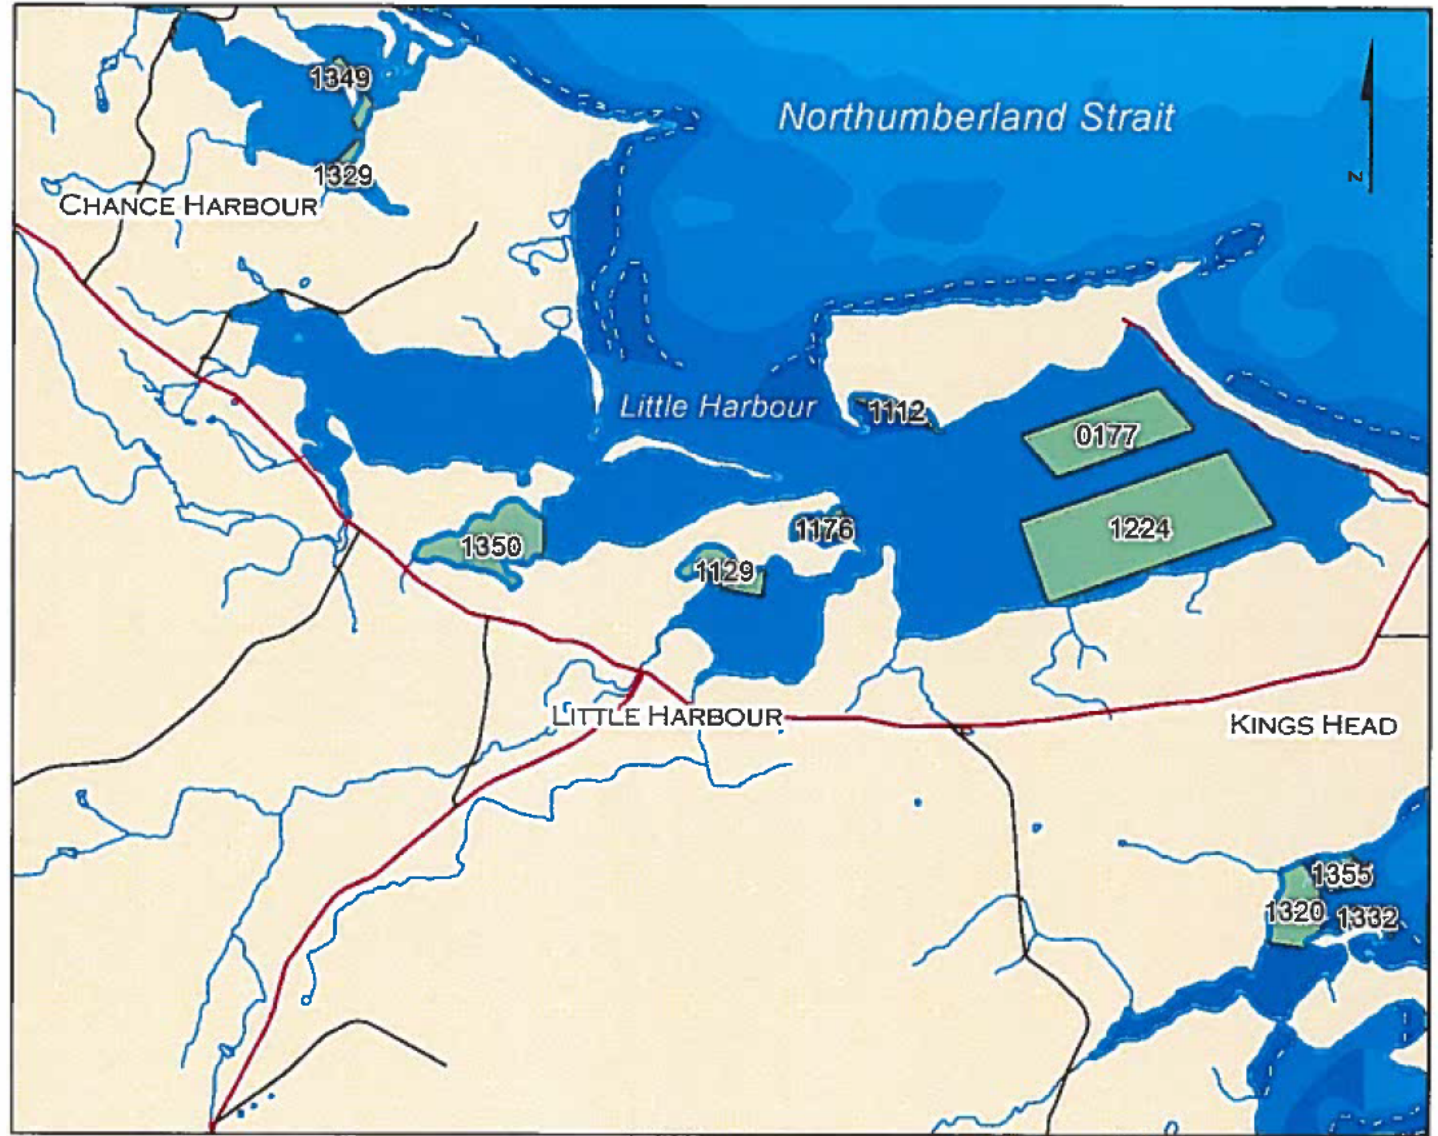 1349
Northumberland Strait
N
1329
CHANCE HARBOUR
Little Harbour
1112
0177
1176
1224
1350
1129
LITTLE HARBOUR
KINGS HEAD
1355
1320
1332